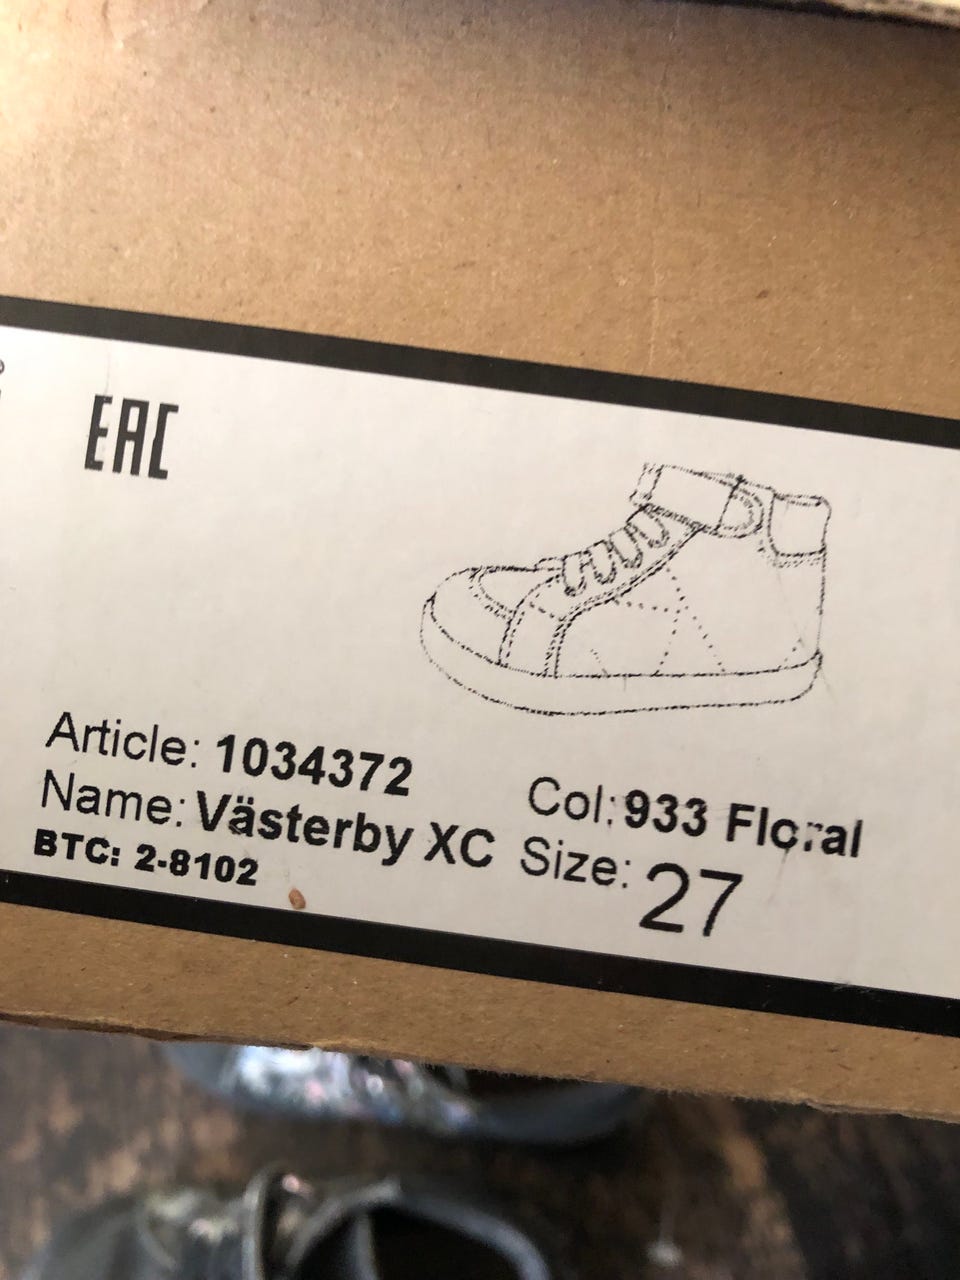 EAC
Article: 1034372
Name: Västerby XC
BTC: 2-8102
Col: 933 Floral
Size: 27